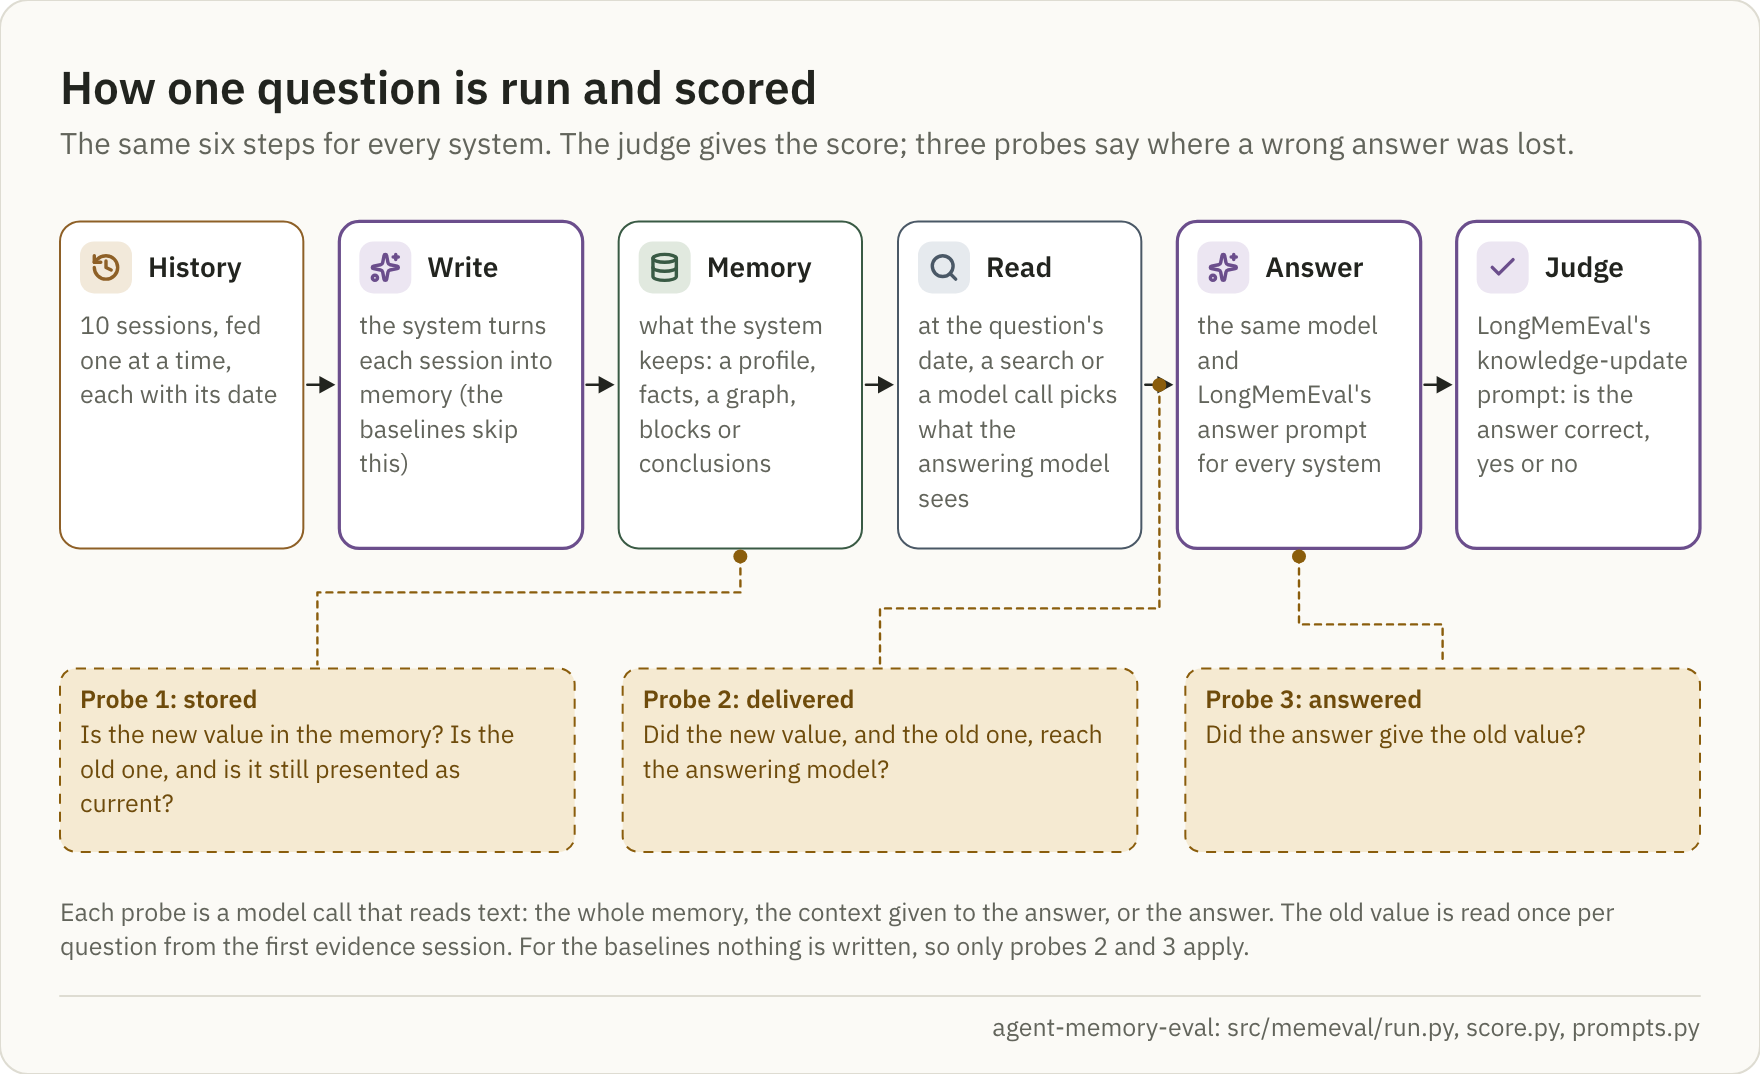 How one question is run and scored
The same six steps for every system. The judge gives the score; three probes say where a wrong answer was lost.
History
10 sessions, fed
one at a time,
each with its date
Write
the system turns
each session into
memory (the
baselines skip
this)
Memory
what the system
keeps: a profile,
facts, a graph,
blocks or
conclusions
Read
at the question's
date, a search or
a model call picks
what the
answering model
sees
Answer
the same model
and
LongMemEval's
answer prompt
for every system
Judge
LongMemEval's
knowledge-update
prompt: is the
answer correct,
yes or no
Probe 1: stored
Is the new value in the memory? Is the
old one, and is it still presented as
current?
Probe 2: delivered
Did the new value, and the old one, reach
the answering model?
Probe 3: answered
Did the answer give the old value?
Each probe is a model call that reads text: the whole memory, the context given to the answer, or the answer. The old value is read once per
question from the first evidence session. For the baselines nothing is written, so only probes 2 and 3 apply.
agent-memory-eval: src/memeval/run.py, score.py, prompts.py